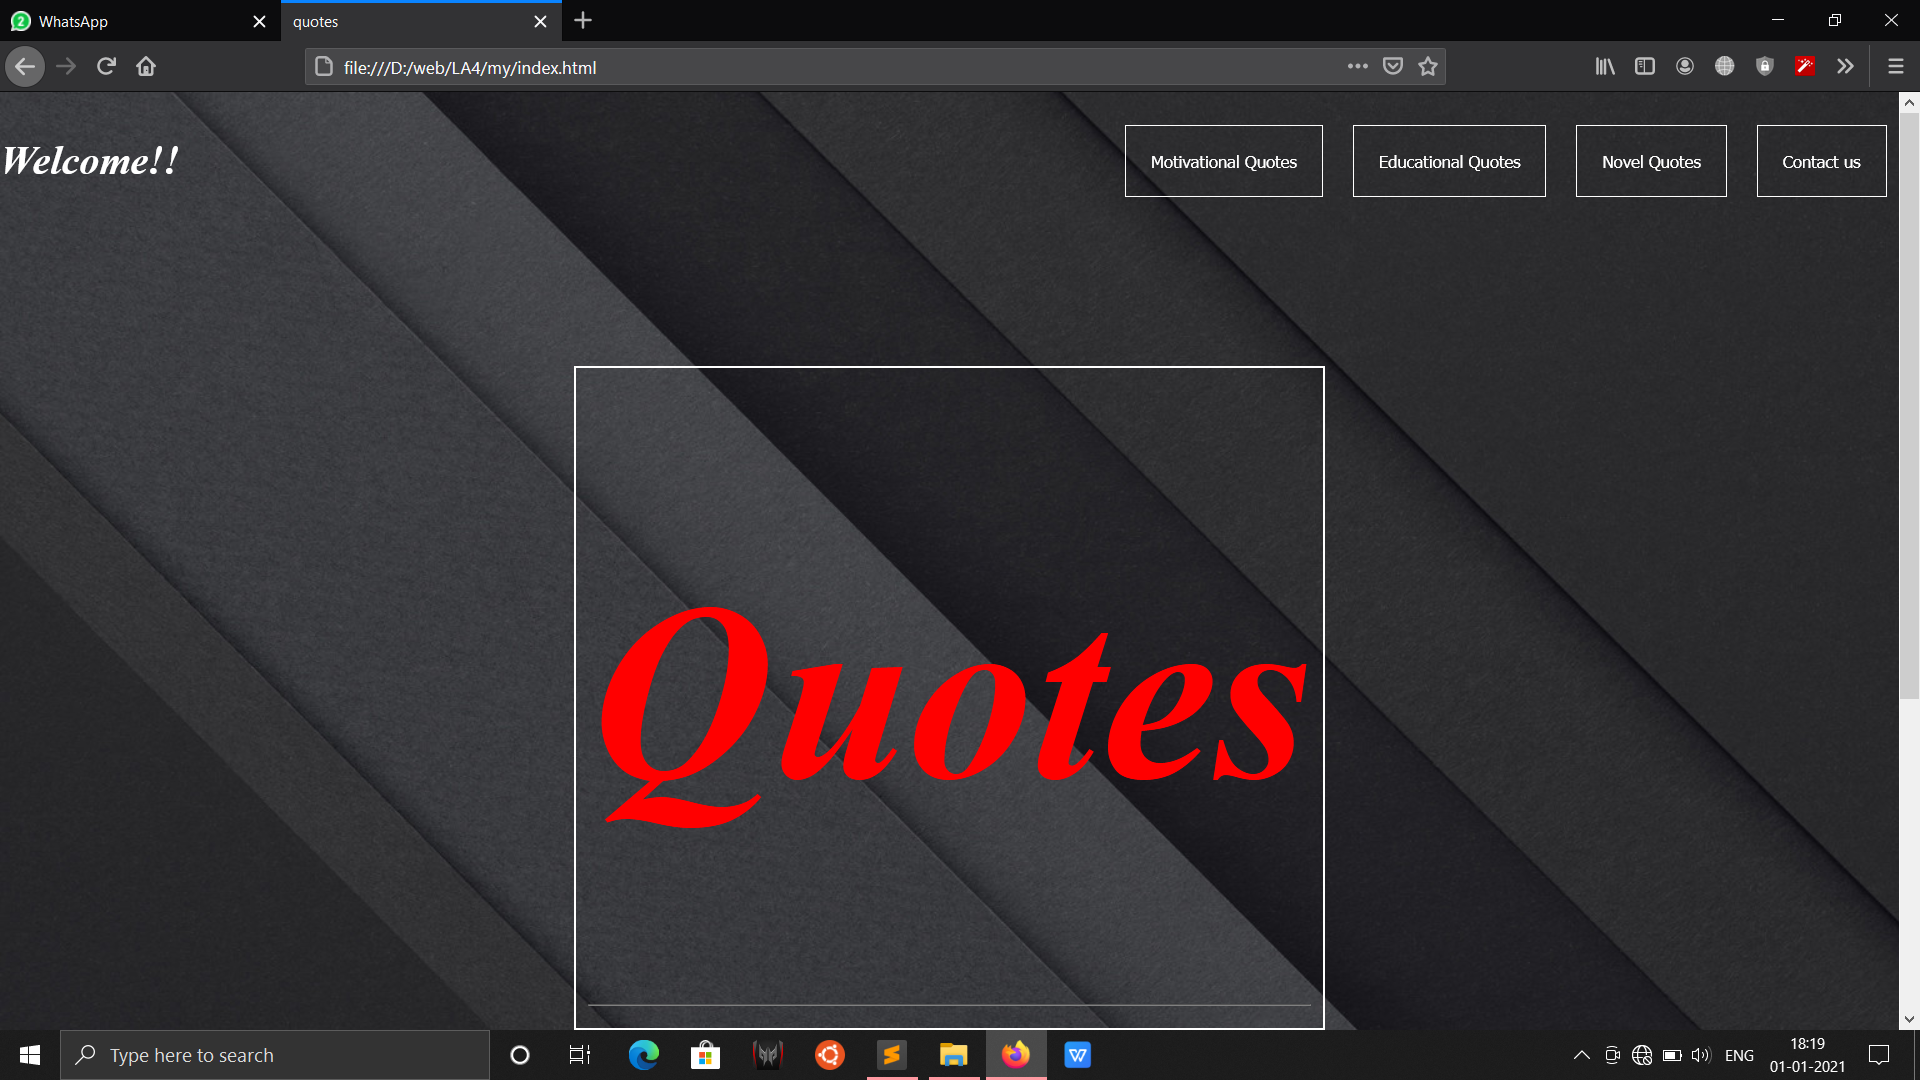 2 WhatsApp
quotes
file:///D:/web/LA4/my/index.html
Welcome!!
Motivational Quotes
Educational Quotes
Novel Quotes
Contact us
Quotes
Type here to search
ENG
18:19
01-01-2021